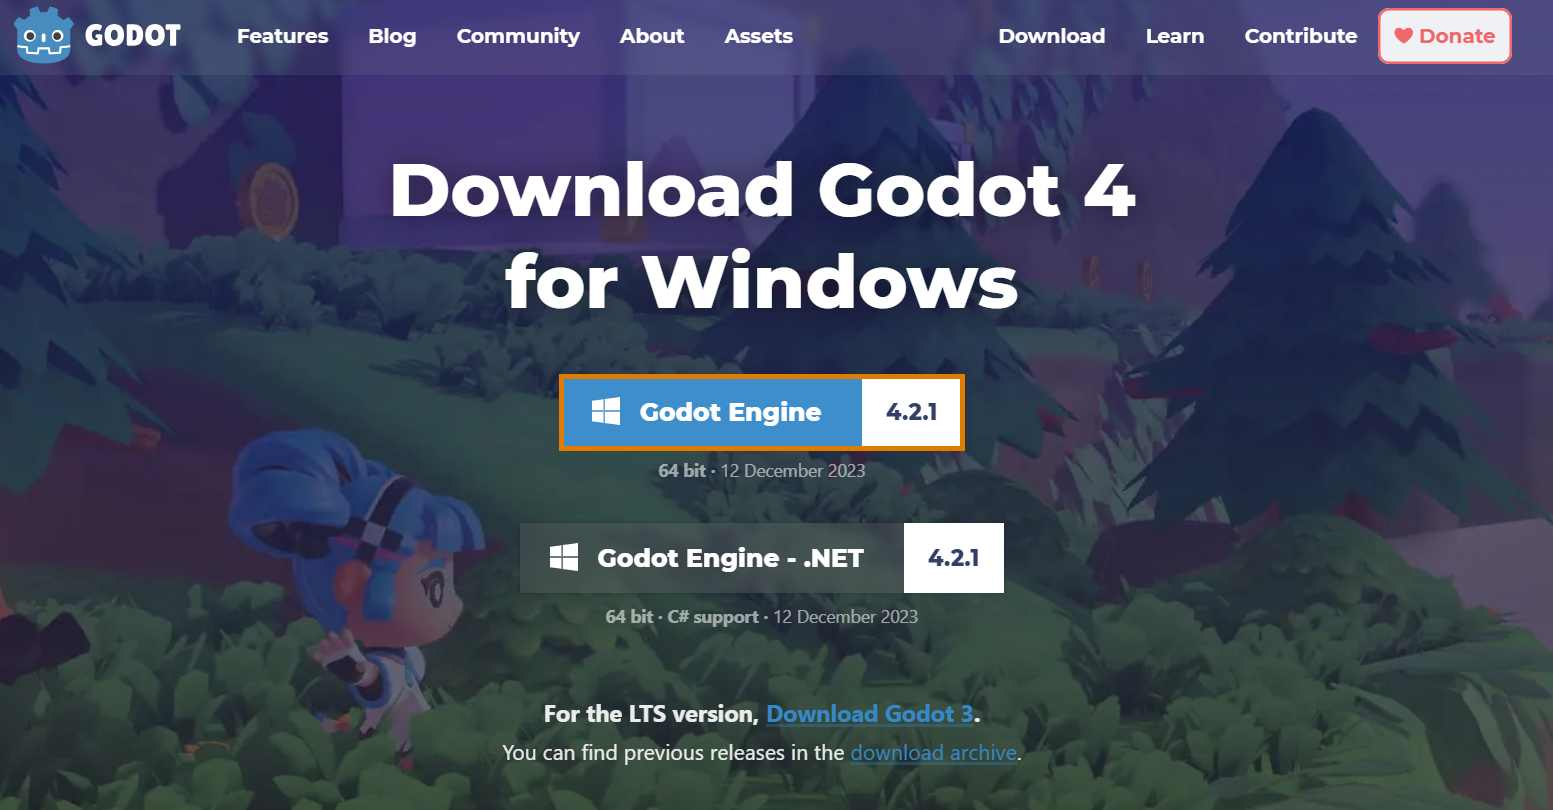 GODOT Features Blog Community About Assets Download Learn Contribute Donate
Download Godot 4
for Windows
Godot Engine 4.2.1
64 bit · 12 December 2023
Godot Engine - .NET 4.2.1
64 bit · C# support · 12 December 2023
For the LTS version, Download Godot 3.
You can find previous releases in the download archive.